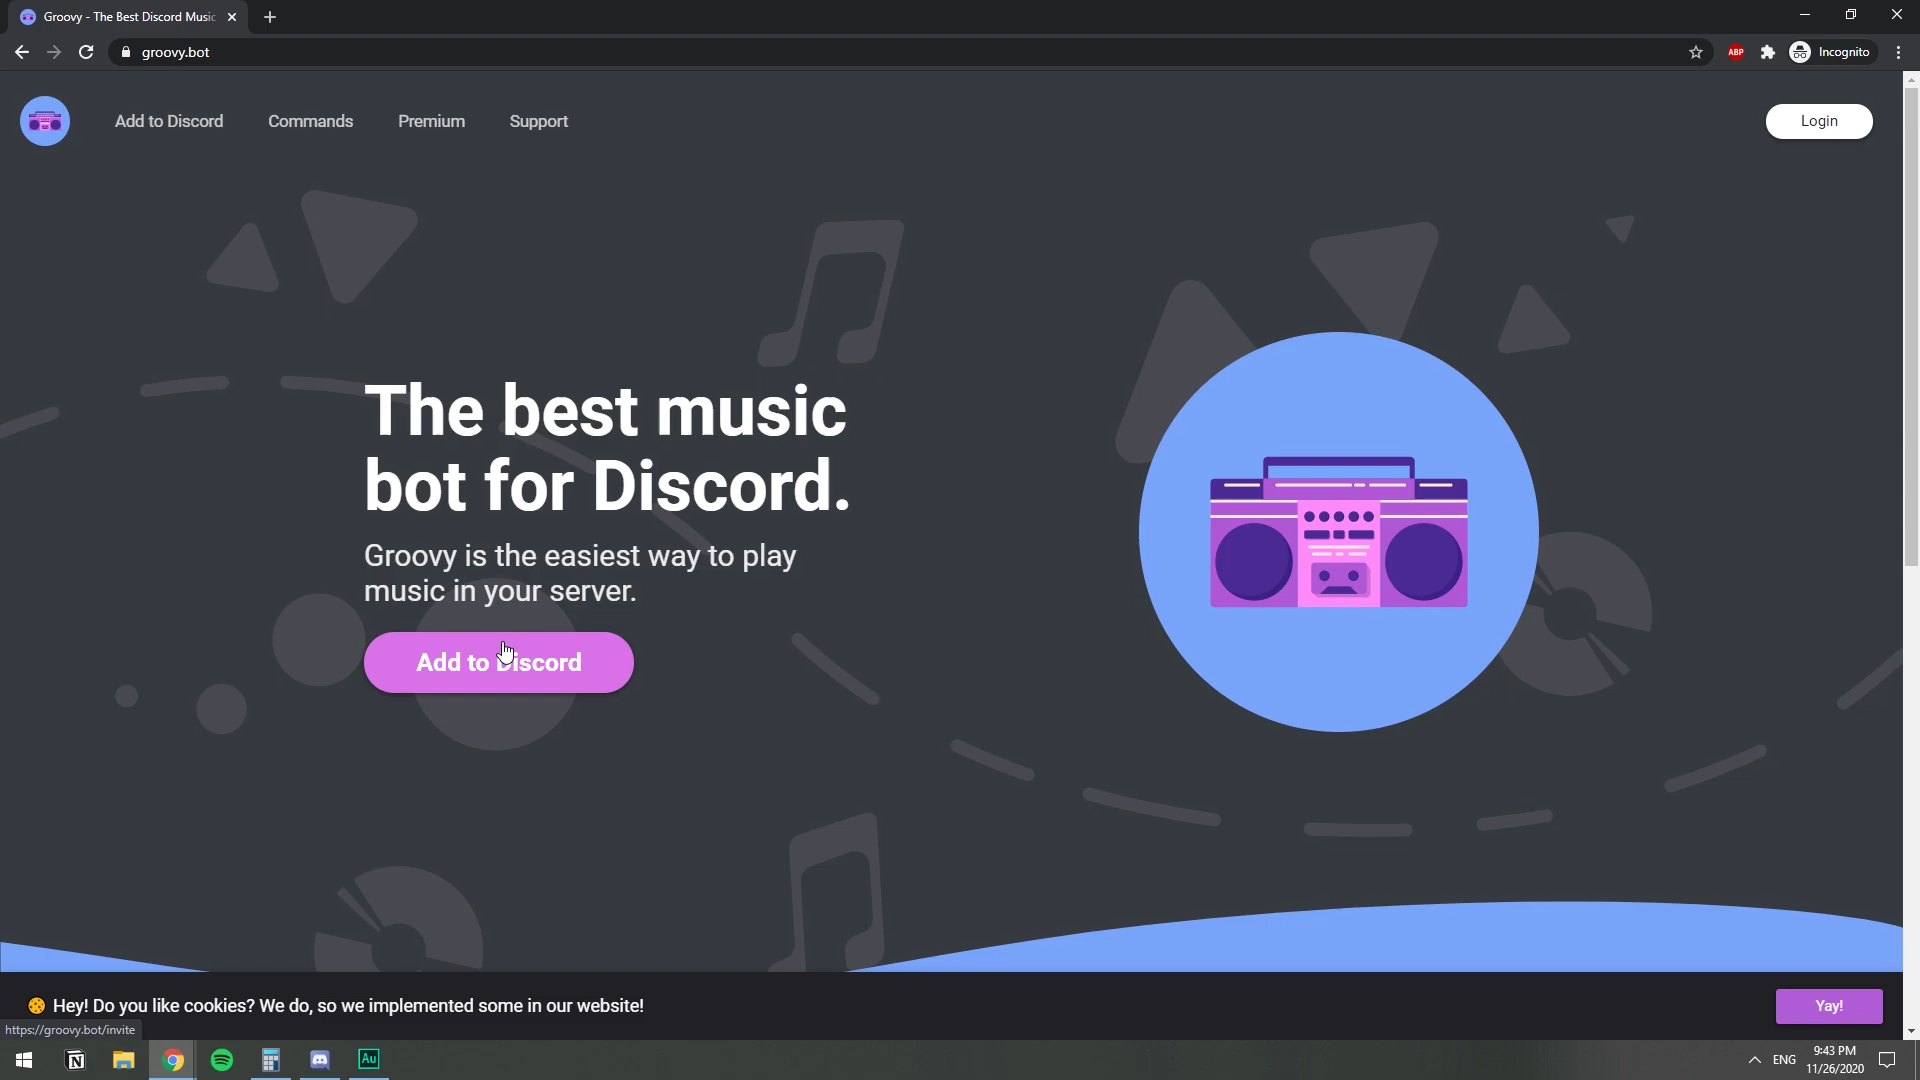 Groovy - The Best Discord Music
groovy.bot
ABP
Incognito
Add to Discord
Commands
Premium
Support
Login
The best music
bot for Discord.
Groovy is the easiest way to play
music in your server.
Add to Discord
Hey! Do you like cookies? We do, so we implemented some in our website!
Yay!
https://groovy.bot/invite
N
Au
ENG
9:43 PM
11/26/2020